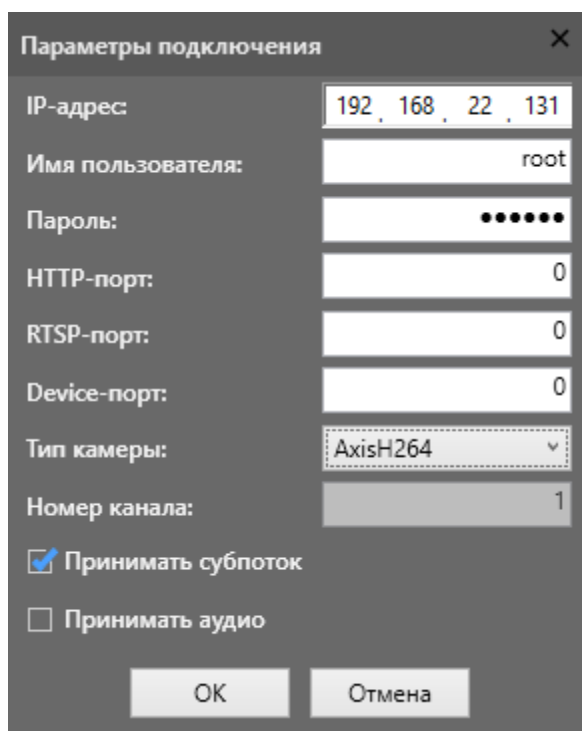 Параметры подключения
IP-адрес: 192 . 168 . 22 . 131
Имя пользователя: root
Пароль: ●●●●●●
HTTP-порт: 0
RTSP-порт: 0
Device-порт: 0
Тип камеры: AxisH264
Номер канала: 1
Принимать субпоток
Принимать аудио
OK Отмена